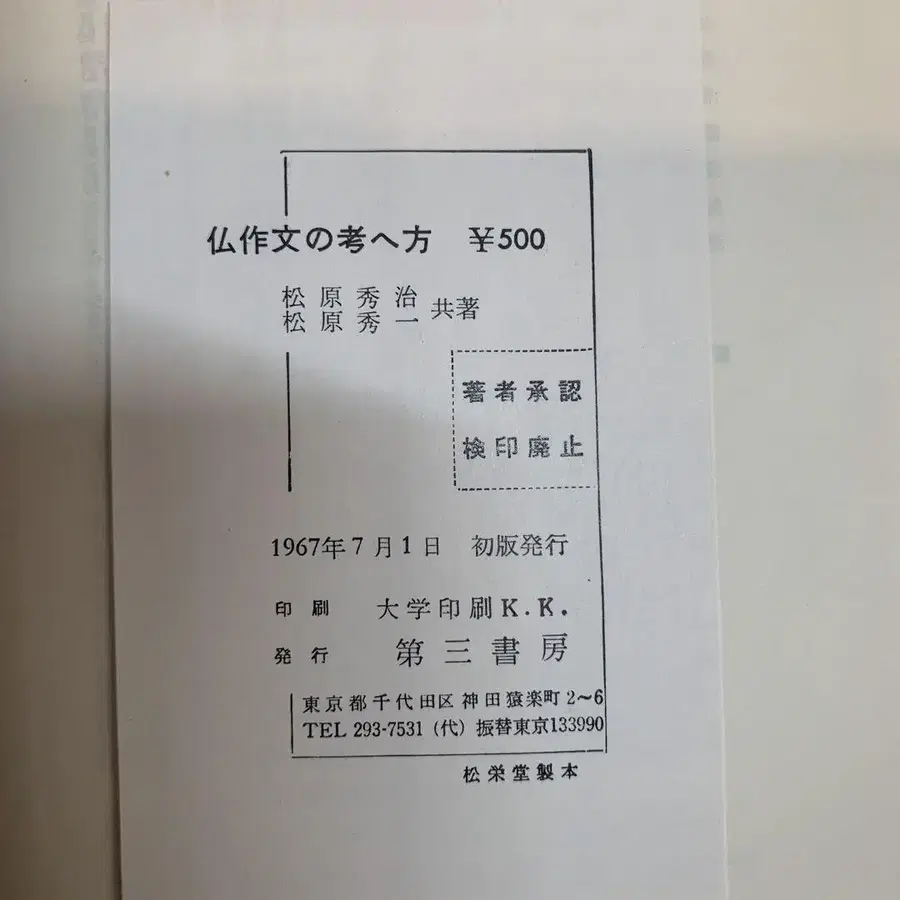 仏作文の考へ方 ¥500
松原秀治
松原秀一 共著
著者承認
検印廃止
1967年7月1日 初版発行
印刷 大学印刷K.K.
発行 第三書房
東京都千代田区神田猿楽町2〜6
TEL 293-7531 (代) 振替東京133990
松栄堂製本